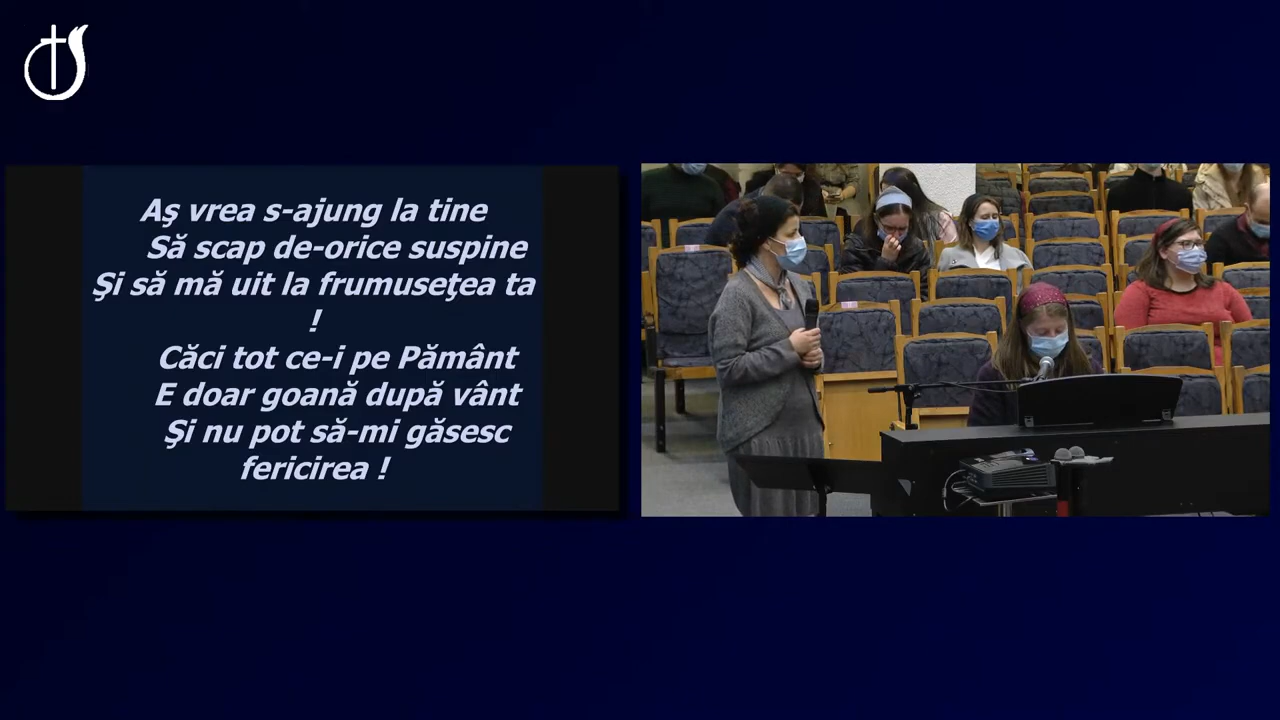 Aş vrea s-ajung la tine
Să scap de-orice suspine
Şi să mă uit la frumuseţea ta
!
Căci tot ce-i pe Pământ
E doar goană după vânt
Şi nu pot să-mi găsesc
fericirea !